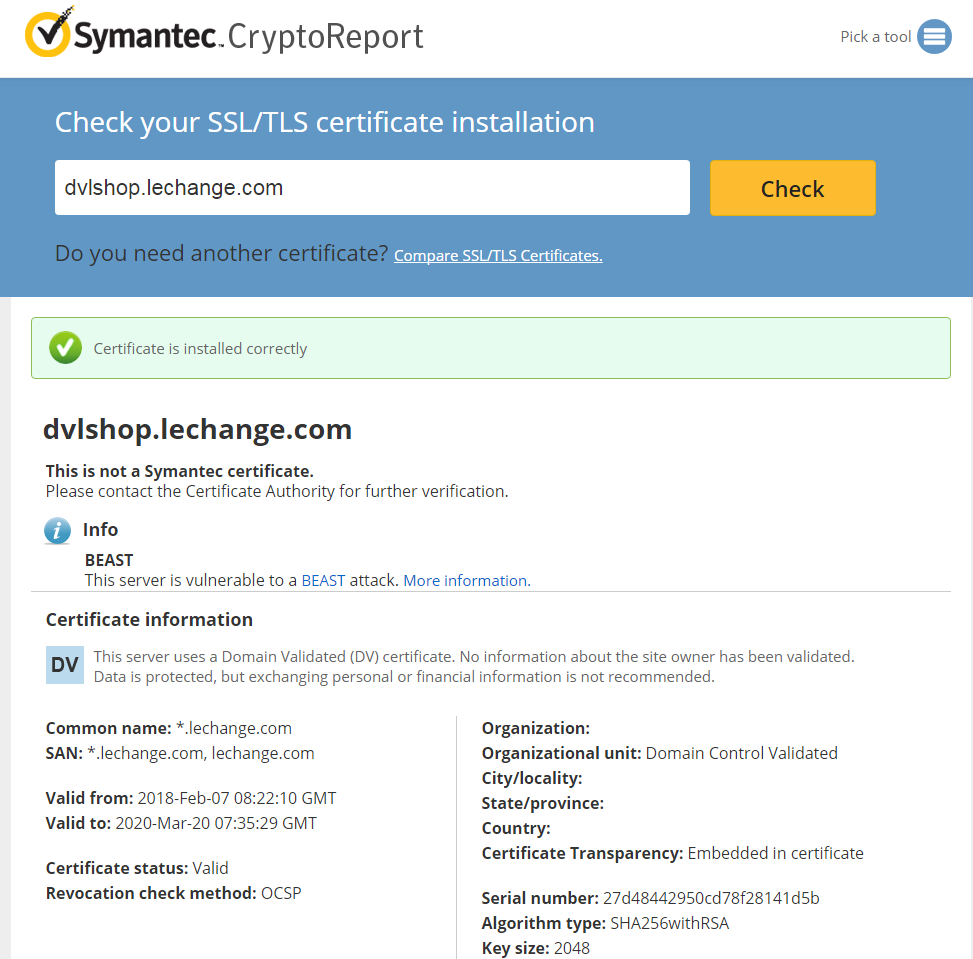 Symantec™ CryptoReport
Pick a tool
Check your SSL/TLS certificate installation
dvlshop.lechange.com
Check
Do you need another certificate? Compare SSL/TLS Certificates.
Certificate is installed correctly
dvlshop.lechange.com
This is not a Symantec certificate.
Please contact the Certificate Authority for further verification.
i
Info
BEAST
This server is vulnerable to a BEAST attack. More information.
Certificate information
DV
This server uses a Domain Validated (DV) certificate. No information about the site owner has been validated.
Data is protected, but exchanging personal or financial information is not recommended.
Common name: *.lechange.com
SAN: *.lechange.com, lechange.com
Valid from: 2018-Feb-07 08:22:10 GMT
Valid to: 2020-Mar-20 07:35:29 GMT
Certificate status: Valid
Revocation check method: OCSP
Organization:
Organizational unit: Domain Control Validated
City/locality:
State/province:
Country:
Certificate Transparency: Embedded in certificate
Serial number: 27d48442950cd78f28141d5b
Algorithm type: SHA256withRSA
Key size: 2048